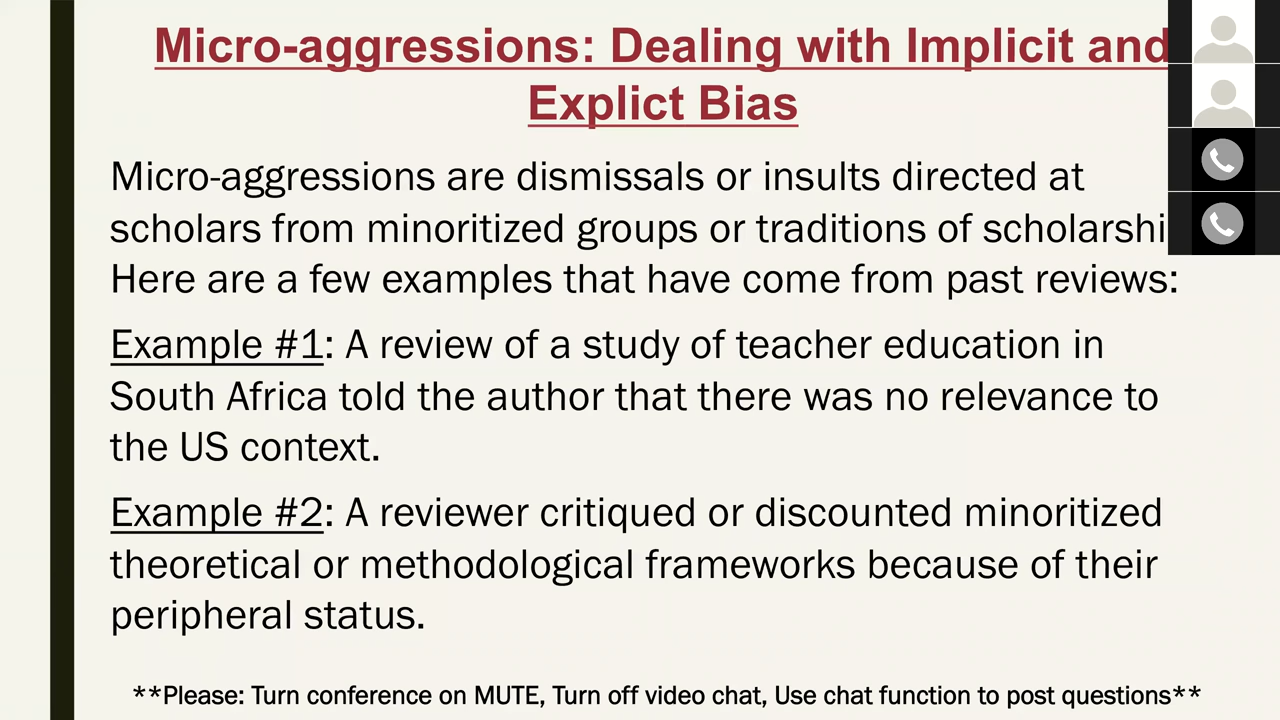 Micro-aggressions: Dealing with Implicit and
Explict Bias
Micro-aggressions are dismissals or insults directed at
scholars from minoritized groups or traditions of scholarshi
Here are a few examples that have come from past reviews:
Example #1: A review of a study of teacher education in
South Africa told the author that there was no relevance to
the US context.
Example #2: A reviewer critiqued or discounted minoritized
theoretical or methodological frameworks because of their
peripheral status.
**Please: Turn conference on MUTE, Turn off video chat, Use chat function to post questions**